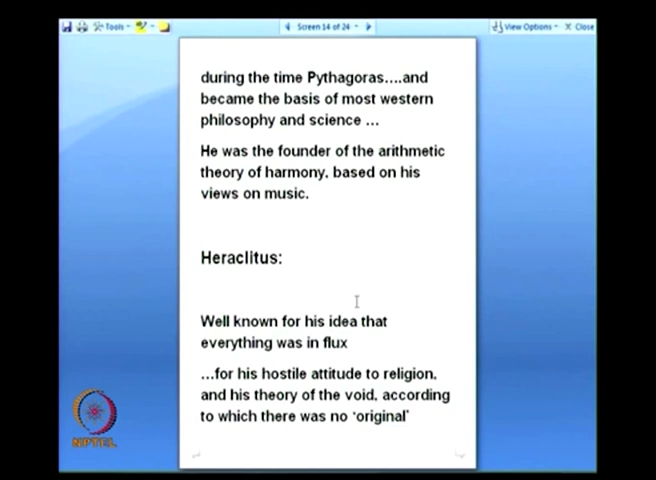 Tools
Screen 14 of 24
View Options
Close
during the time Pythagoras....and
became the basis of most western
philosophy and science ...
He was the founder of the arithmetic
theory of harmony, based on his
views on music.
Heraclitus:
Well known for his idea that
everything was in flux
...for his hostile attitude to religion,
and his theory of the void, according
to which there was no 'original'
NPTEL